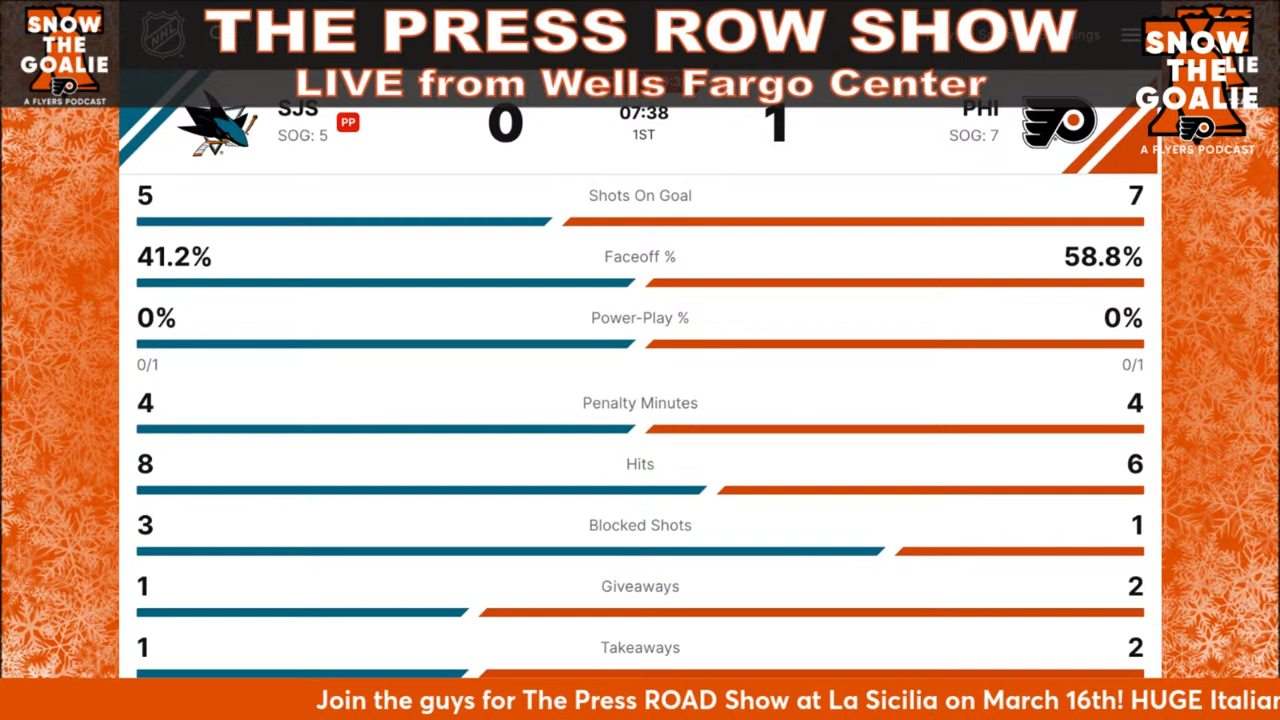 SNOW
THE
GOALIE
A FLYERS PODCAST
NHL
THE PRESS ROW SHOW
LIVE from Wells Fargo Center
SNOW
THE
GOALIE
A FLYERS PODCAST
SJS
PP
SOG: 5
0
07:38
1ST
1
PHI
SOG: 7
5 Shots On Goal 7
41.2% Faceoff % 58.8%
0% Power-Play % 0%
0/1 0/1
4 Penalty Minutes 4
8 Hits 6
3 Blocked Shots 1
1 Giveaways 2
1 Takeaways 2
Join the guys for The Press ROAD Show at La Sicilia on March 16th! HUGE Italian